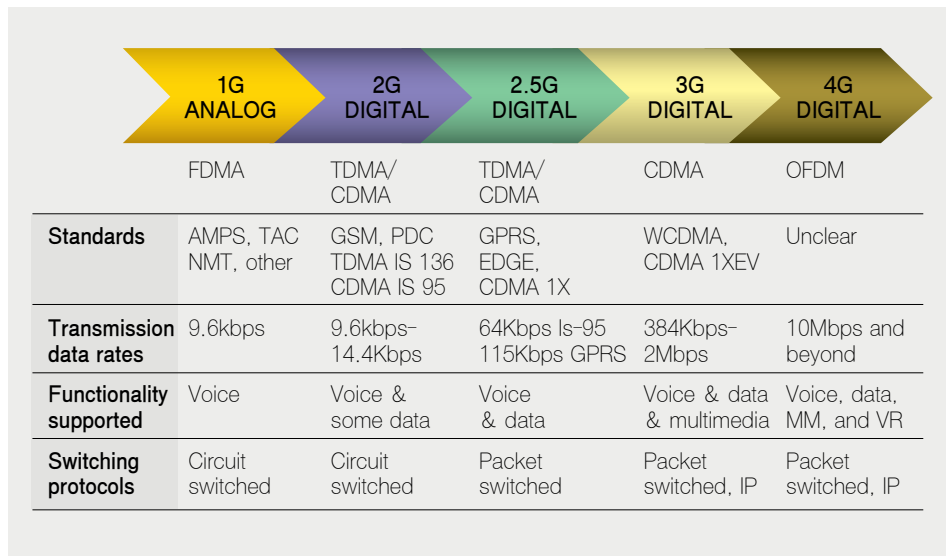 1G 2G 2.5G 3G 4G
ANALOG DIGITAL DIGITAL DIGITAL DIGITAL
FDMA TDMA/ TDMA/ CDMA OFDM
CDMA CDMA
Standards AMPS, TAC GSM, PDC GPRS, WCDMA, Unclear
NMT, other TDMA IS 136 EDGE, CDMA 1XEV
CDMA IS 95 CDMA 1X
Transmission 9.6kbps 9.6kbps- 64Kbps Is-95 384Kbps- 10Mbps and
data rates 14.4Kbps 115Kbps GPRS 2Mbps beyond
Functionality Voice Voice & Voice Voice & data Voice, data,
supported some data & data & multimedia MM, and VR
Switching Circuit Circuit Packet Packet Packet
protocols switched switched switched switched, IP switched, IP